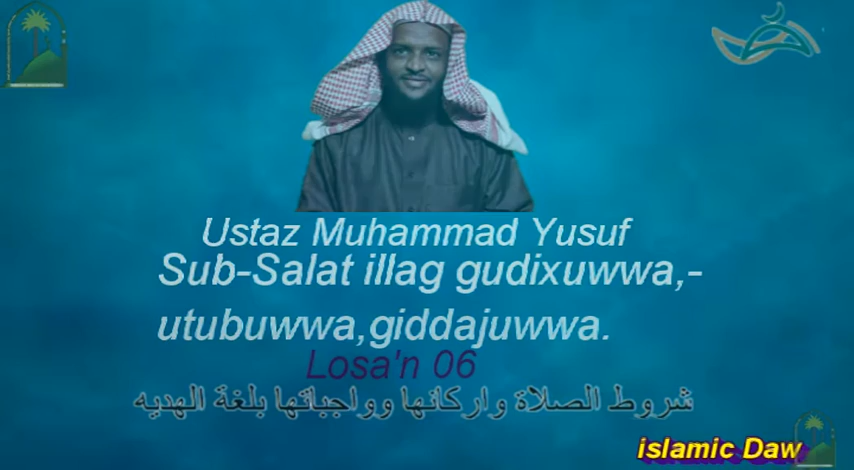 Ustaz Muhammad Yusuf
Sub-Salat illag gudixuwwa,-
utubuwwa,giddajuwwa.
Losa'n 06
شروط الصلاة واركانها وواجباتها بلغة الهديه
islamic Daw